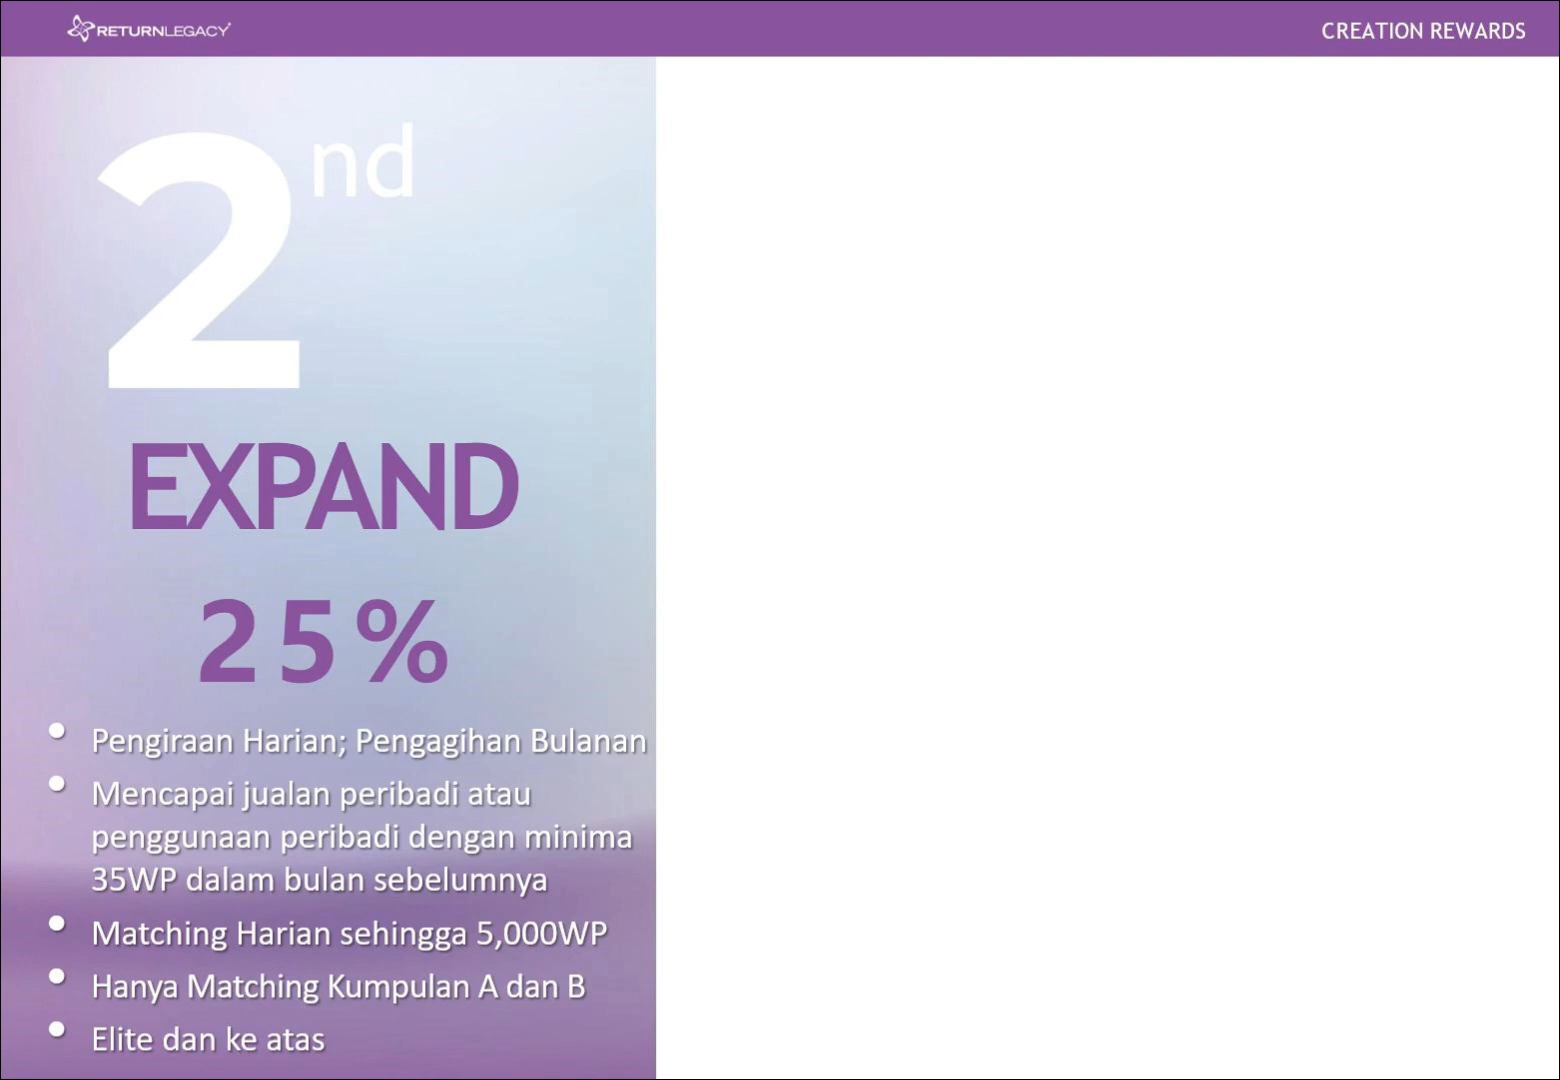 RETURNLEGACY
CREATION REWARDS
2nd
EXPAND
25%
• Pengiraan Harian; Pengagihan Bulanan
• Mencapai jualan peribadi atau
penggunaan peribadi dengan minima
35WP dalam bulan sebelumnya
• Matching Harian sehingga 5,000WP
• Hanya Matching Kumpulan A dan B
• Elite dan ke atas